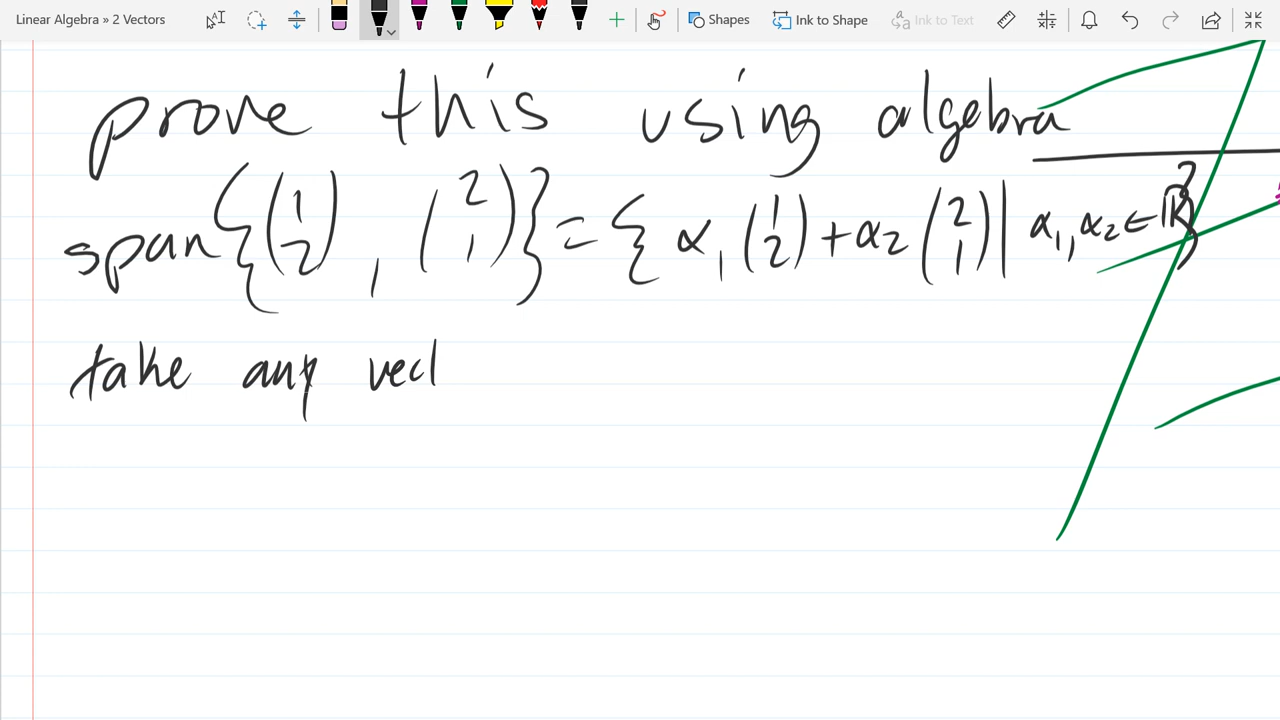 Linear Algebra » 2 Vectors
Shapes Ink to Shape Ink to Text
prove this using algebra
span{(1 2), (2 1)} = { α₁ (1 2) + α₂ (2 1) | α₁, α₂ ∈ ℝ}
take any vect